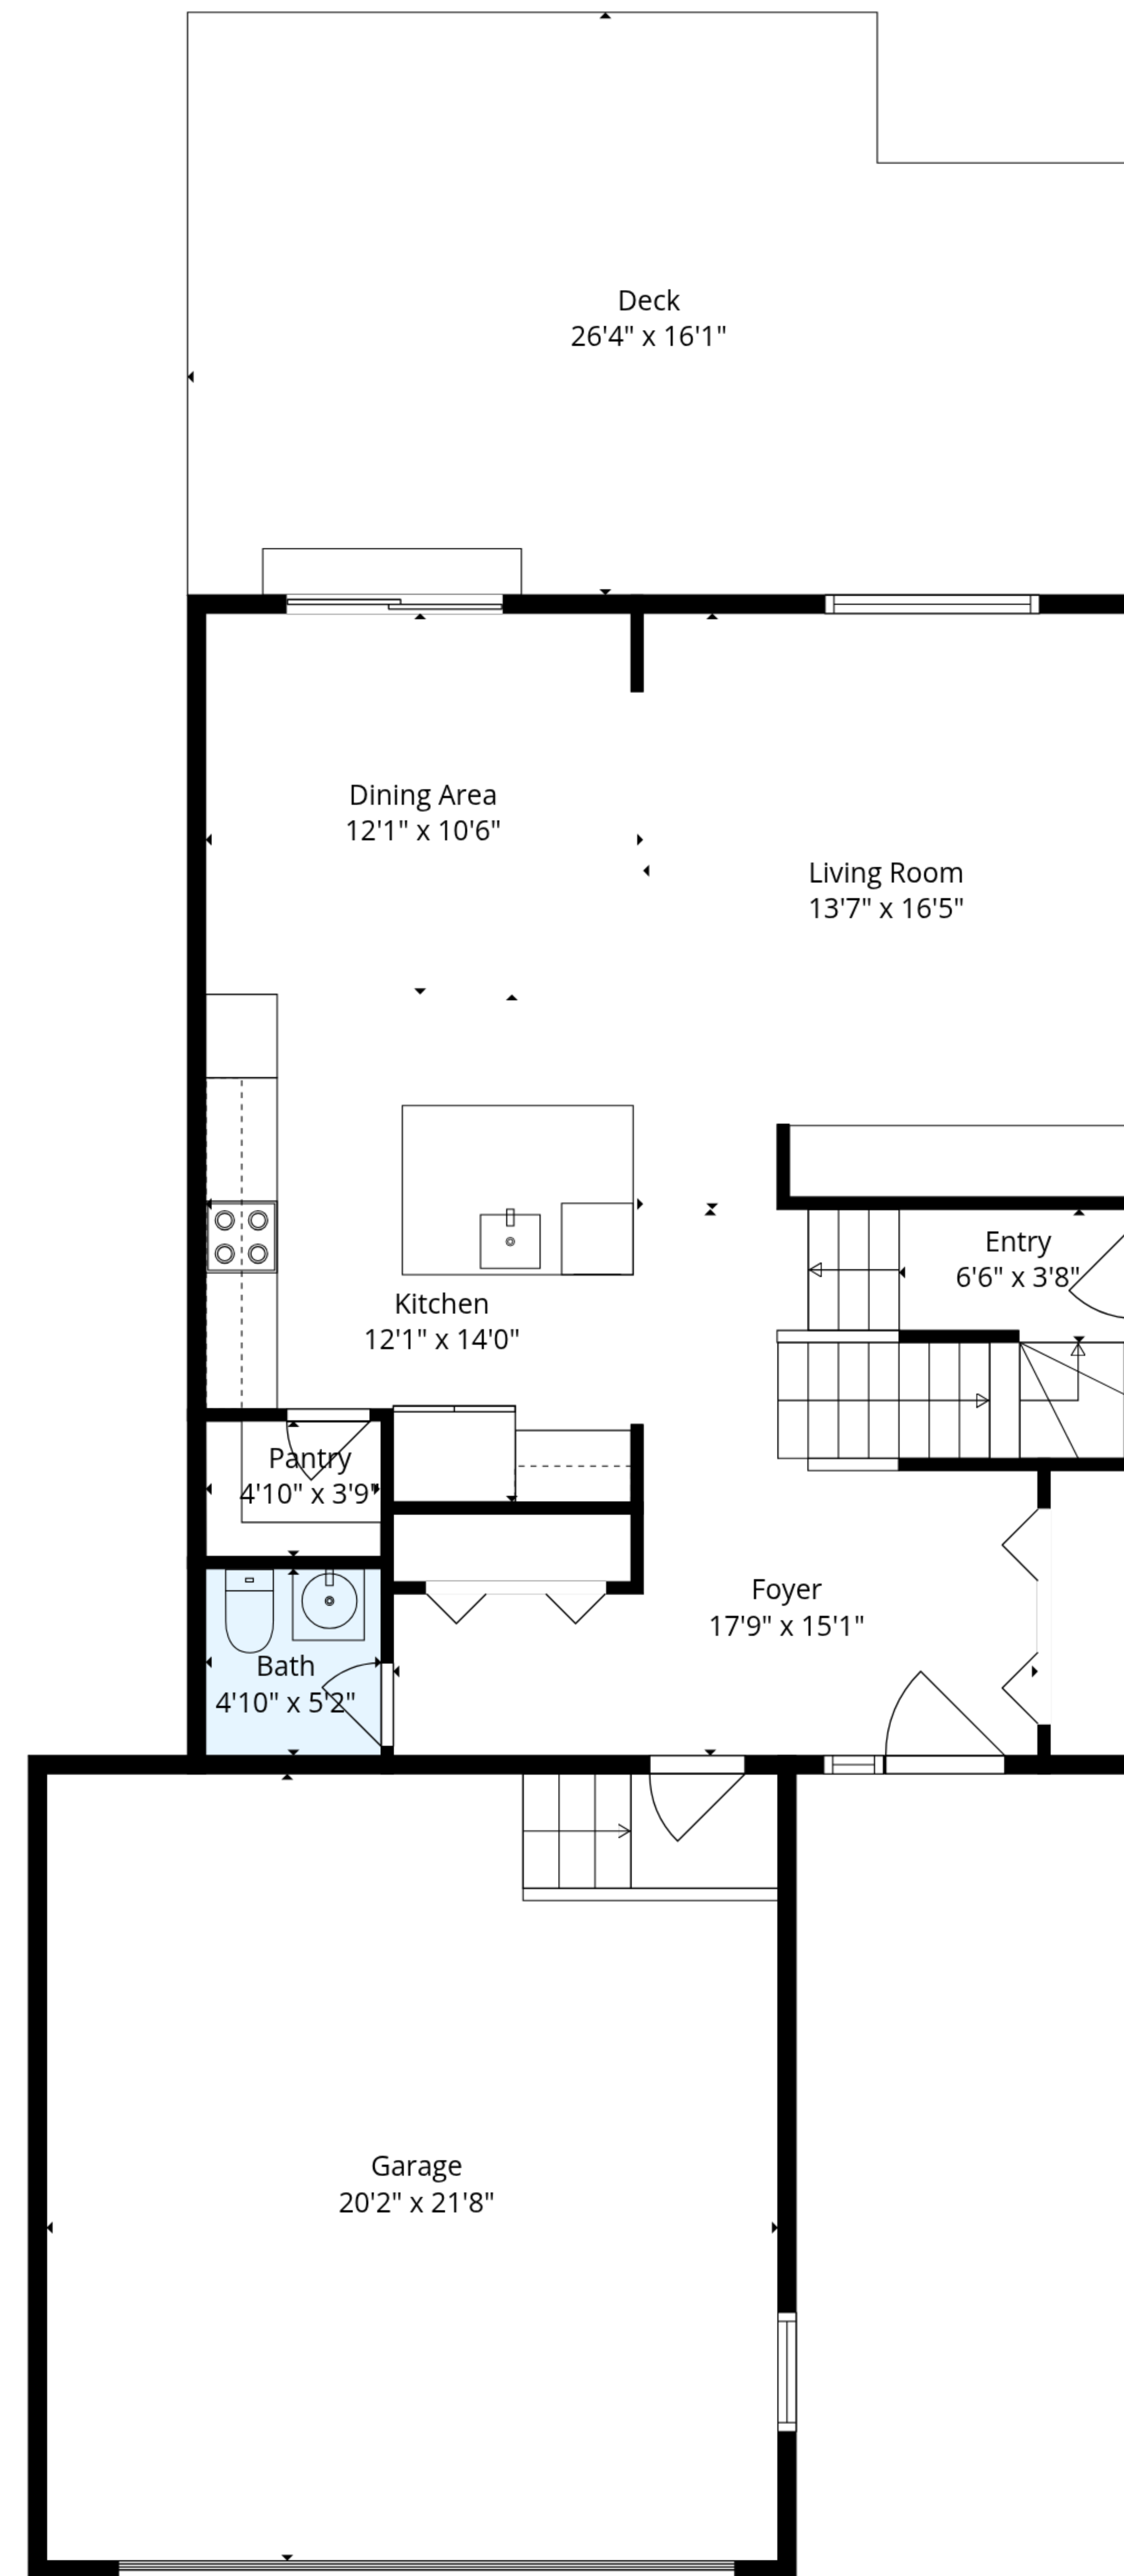 Deck
26'4" x 16'1"
Dining Area
12'1" x 10'6"
Living Room
13'7" x 16'5"
Entry
6'6" x 3'8"
Kitchen
12'1" x 14'0"
Pantry
4'10" x 3'9"
Foyer
17'9" x 15'1"
Bath
4'10" x 5'2"
Garage
20'2" x 21'8"